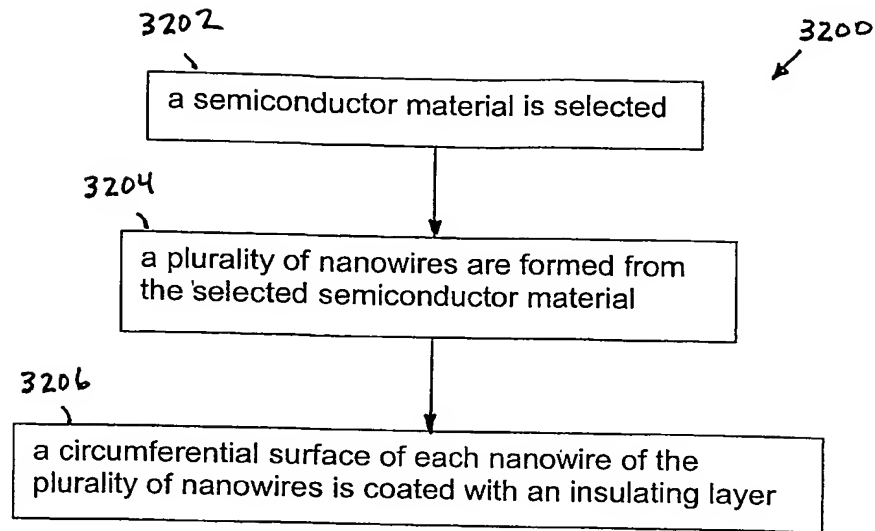 3202
3200
a semiconductor material is selected
3204
a plurality of nanowires are formed from
the selected semiconductor material
3206
a circumferential surface of each nanowire of the
plurality of nanowires is coated with an insulating layer